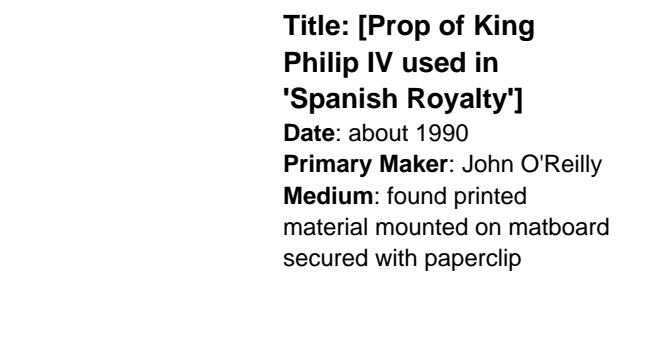 Title: [Prop of King
Philip IV used in
'Spanish Royalty']
Date: about 1990
Primary Maker: John O'Reilly
Medium: found printed
material mounted on matboard
secured with paperclip